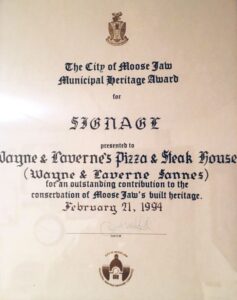 The City of Moose Jaw
Municipal Heritage Award
for
SIGNAGE
presented to
Wayne & Laverne's Pizza & Steak House
(Wayne & Laverne Sannes)
for an outstanding contribution to the
conservation of Moose Jaw's built heritage.
February 21, 1994